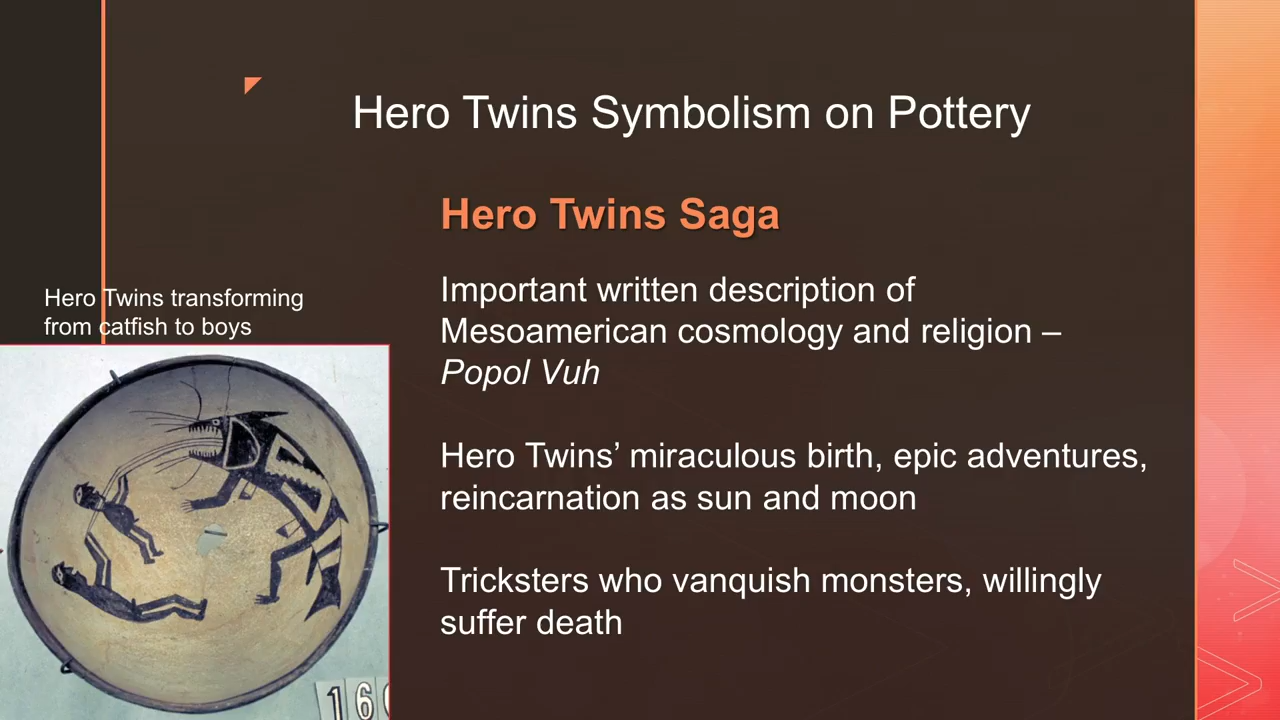 Hero Twins Symbolism on Pottery
Hero Twins Saga
Important written description of
Mesoamerican cosmology and religion –
Popol Vuh
Hero Twins’ miraculous birth, epic adventures,
reincarnation as sun and moon
Tricksters who vanquish monsters, willingly
suffer death
Hero Twins transforming
from catfish to boys